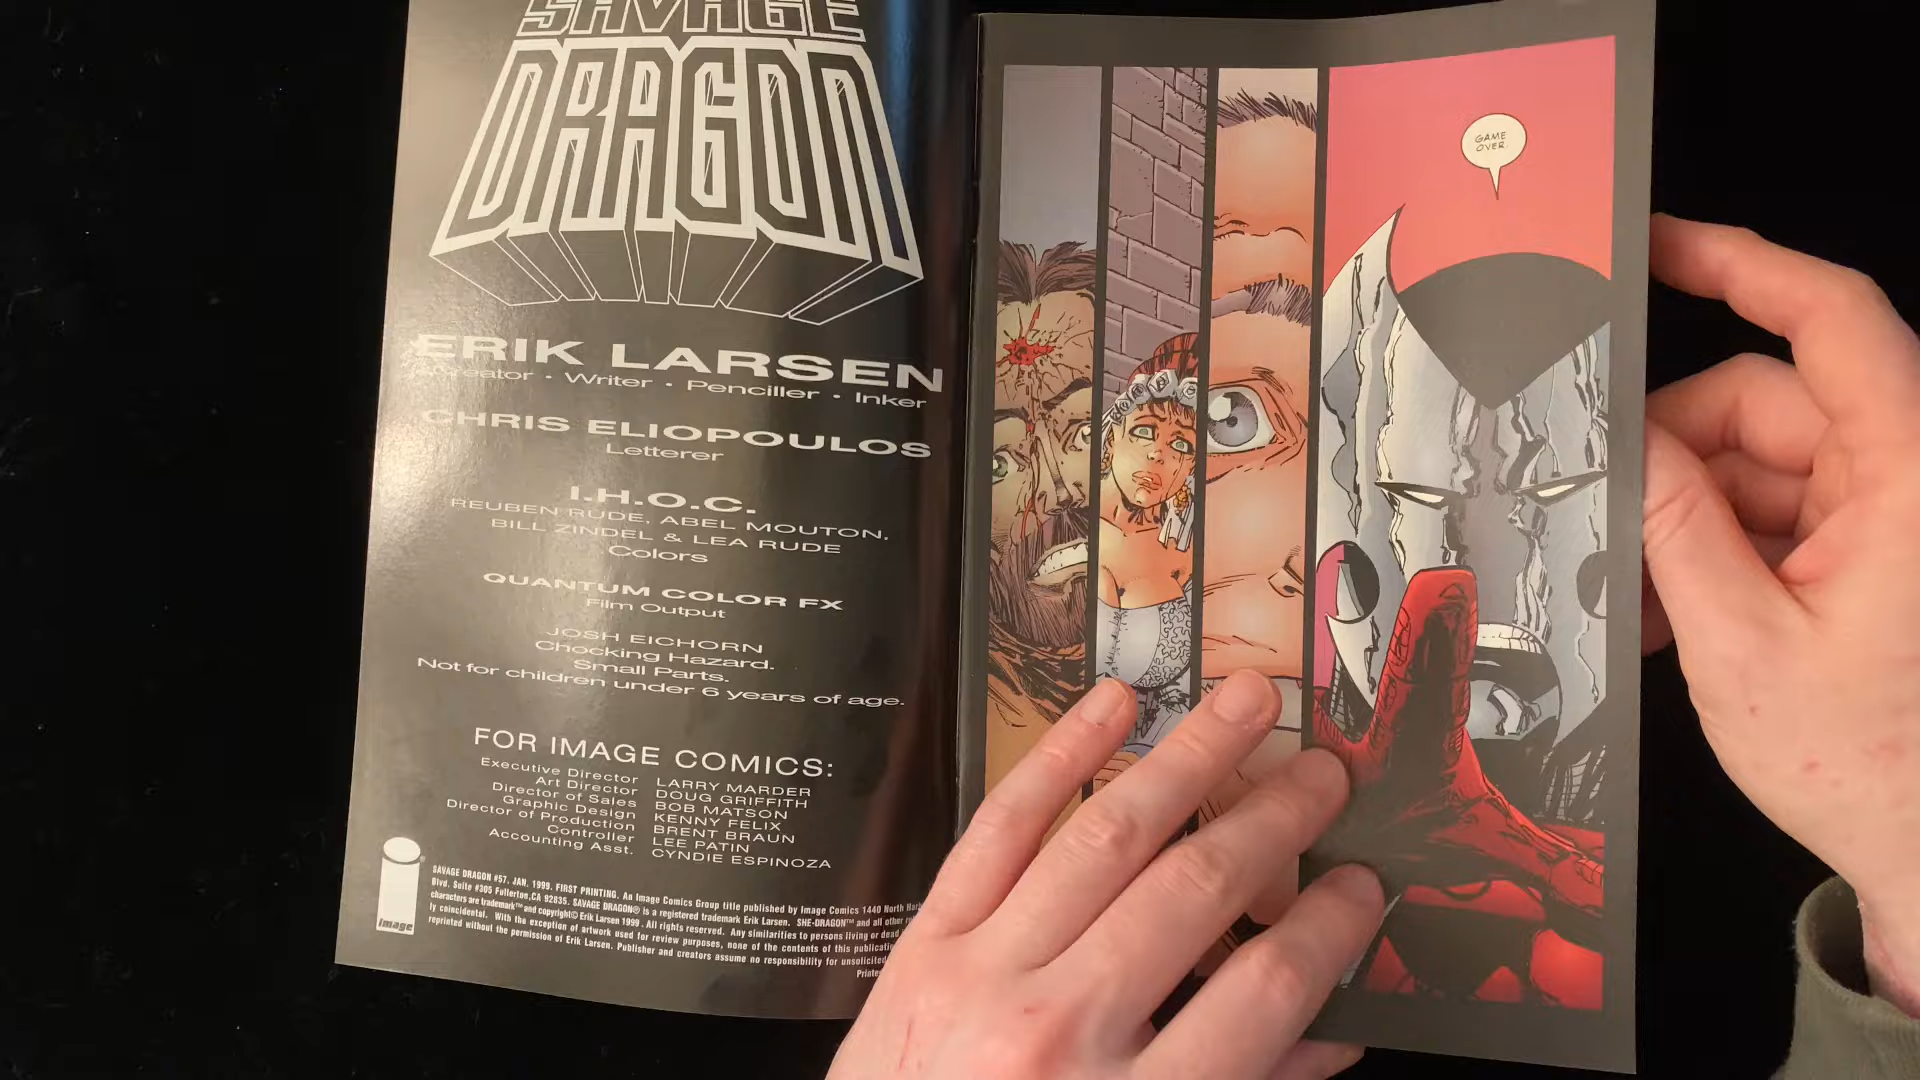 SAVAGE
DRAGON
ERIK LARSEN
Creator • Writer • Penciller • Inker
CHRIS ELIOPOULOS
Letterer
I.H.O.C.
REUBEN RUDE, ABEL MOUTON,
BILL ZINDEL & LEA RUDE
Colors
QUANTUM COLOR FX
Film Output
JOSH EICHORN
Chocking Hazard.
Small Parts.
Not for children under 6 years of age.
FOR IMAGE COMICS:
Executive Director LARRY MARDER
Art Director DOUG GRIFFITH
Director of Sales BOB MATSON
Graphic Design KENNY FELIX
Director of Production BRENT BRAUN
Controller LEE PATIN
Accounting Asst. CYNDIE ESPINOZA
image
SAVAGE DRAGON #57, JAN. 1999. FIRST PRINTING. An Image Comics Group title published by Image Comics 1440 North
Blvd. Suite #305 Fullerton, CA 92835. SAVAGE DRAGON® is a registered trademark Erik Larsen. SHE-DRAGON™ and all other
characters are trademark™ and copyright© Erik Larsen 1999. All rights reserved. Any similarities to persons living or dead
ly coincidental. With the exception of artwork used for review purposes, none of the contents of this
reprinted without the permission of Erik Larsen. Publisher and creators assume no responsibility for unsolicited
GAME
OVER.